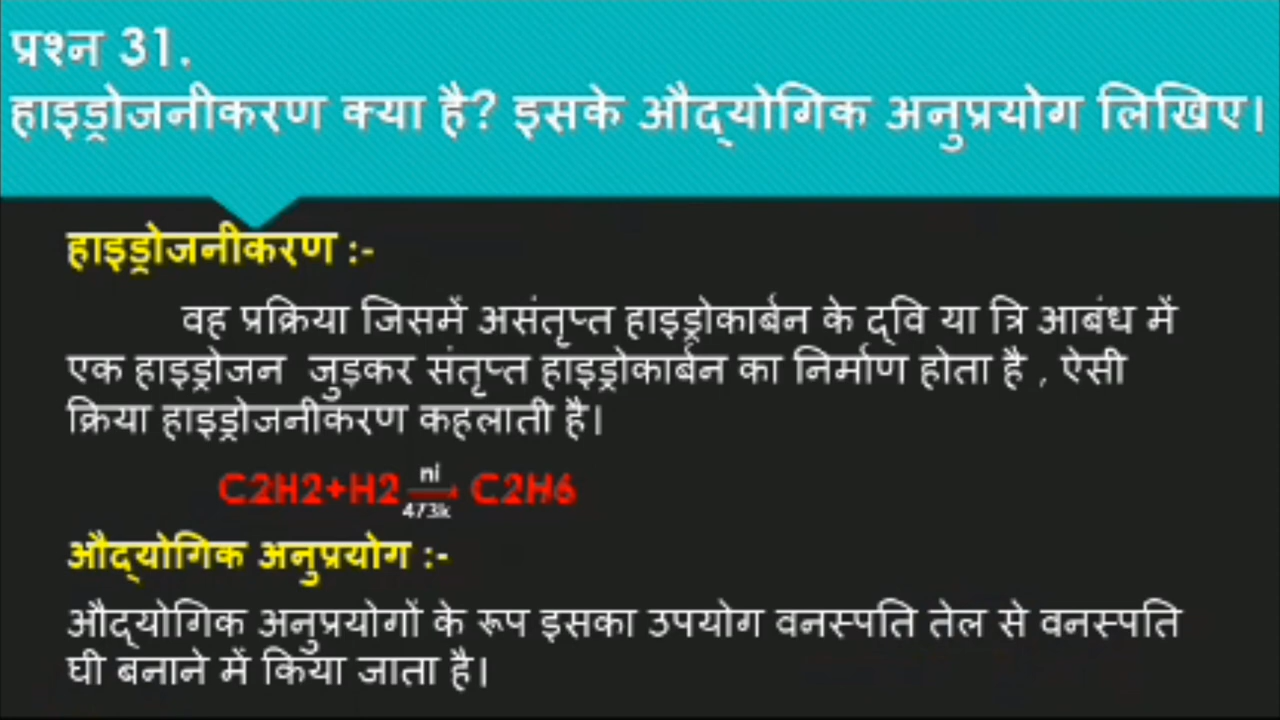 प्रश्न 31.
हाइड्रोजनीकरण क्या है? इसके औद्योगिक अनुप्रयोग लिखिए।
हाइड्रोजनीकरण :-
वह प्रक्रिया जिसमें असंतृप्त हाइड्रोकार्बन के द्वि या त्रि आबंध में
एक हाइड्रोजन जुड़कर संतृप्त हाइड्रोकार्बन का निर्माण होता है , ऐसी
क्रिया हाइड्रोजनीकरण कहलाती है।
ni
C2H2+H2 → C2H6
473k
औद्योगिक अनुप्रयोग :-
औद्योगिक अनुप्रयोगों के रूप इसका उपयोग वनस्पति तेल से वनस्पति
घी बनाने में किया जाता है।